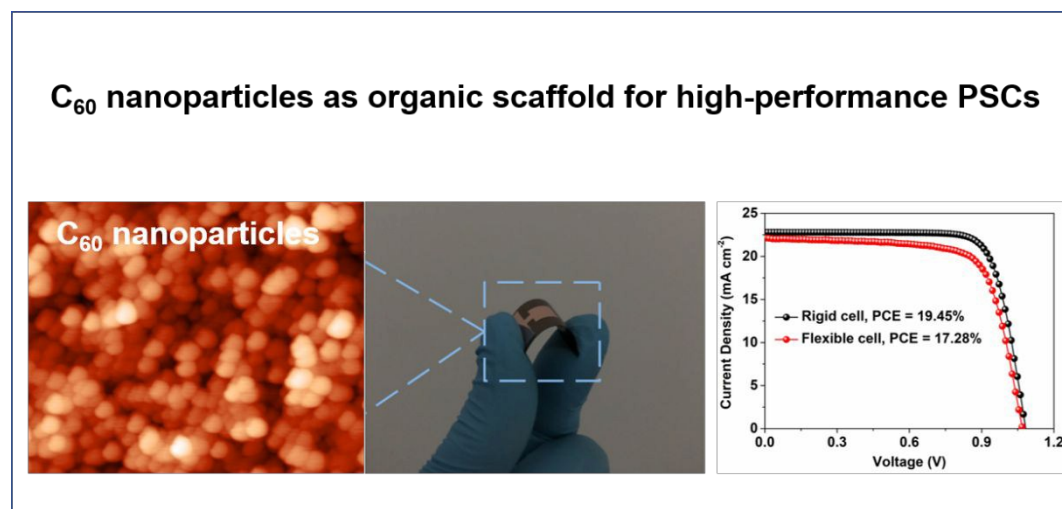 C₆₀ nanoparticles as organic scaffold for high-performance PSCs
C₆₀ nanoparticles
Current Density (mA cm⁻²)
25
20
15
10
5
0
Rigid cell, PCE = 19.45%
Flexible cell, PCE = 17.28%
0.0 0.3 0.6 0.9 1.2
Voltage (V)